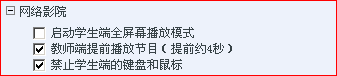 网络影院
启动学生端全屏幕播放模式
教师端提前播放节目(提前约4秒)
禁止学生端的键盘和鼠标